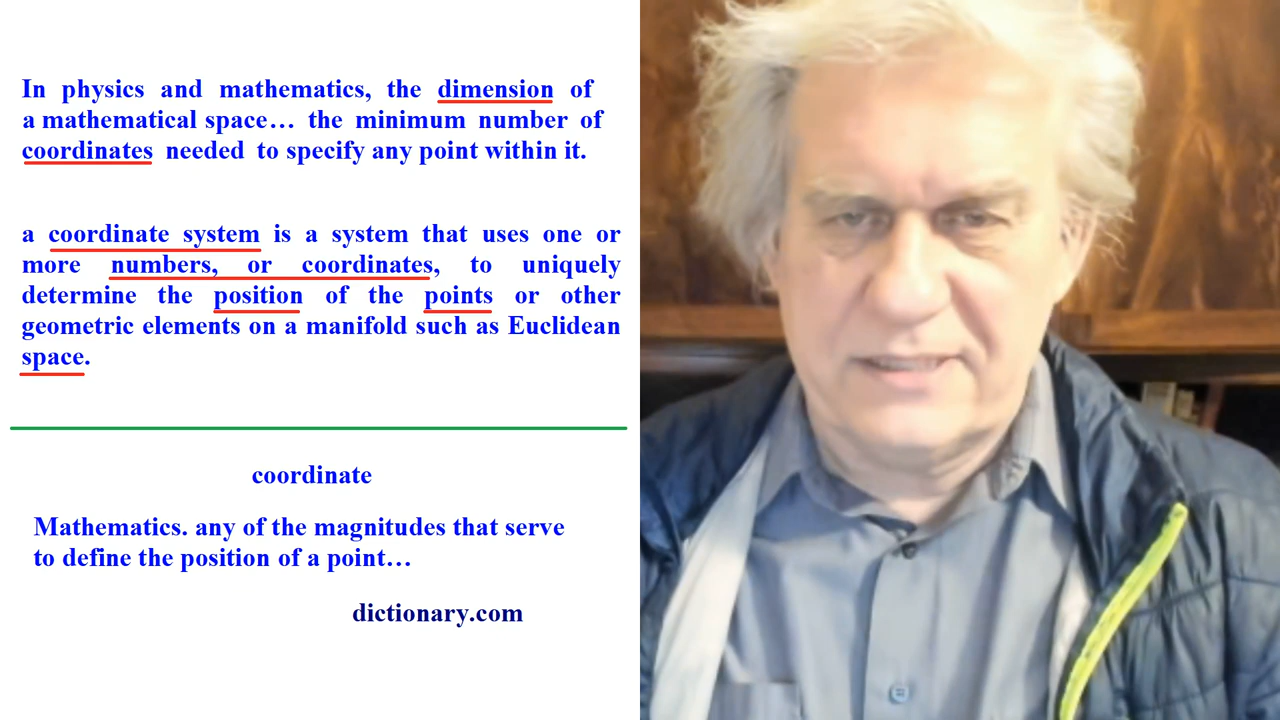 In physics and mathematics, the dimension of
a mathematical space… the minimum number of
coordinates needed to specify any point within it.
a coordinate system is a system that uses one or
more numbers, or coordinates, to uniquely
determine the position of the points or other
geometric elements on a manifold such as Euclidean
space.
coordinate
Mathematics. any of the magnitudes that serve
to define the position of a point…
dictionary.com